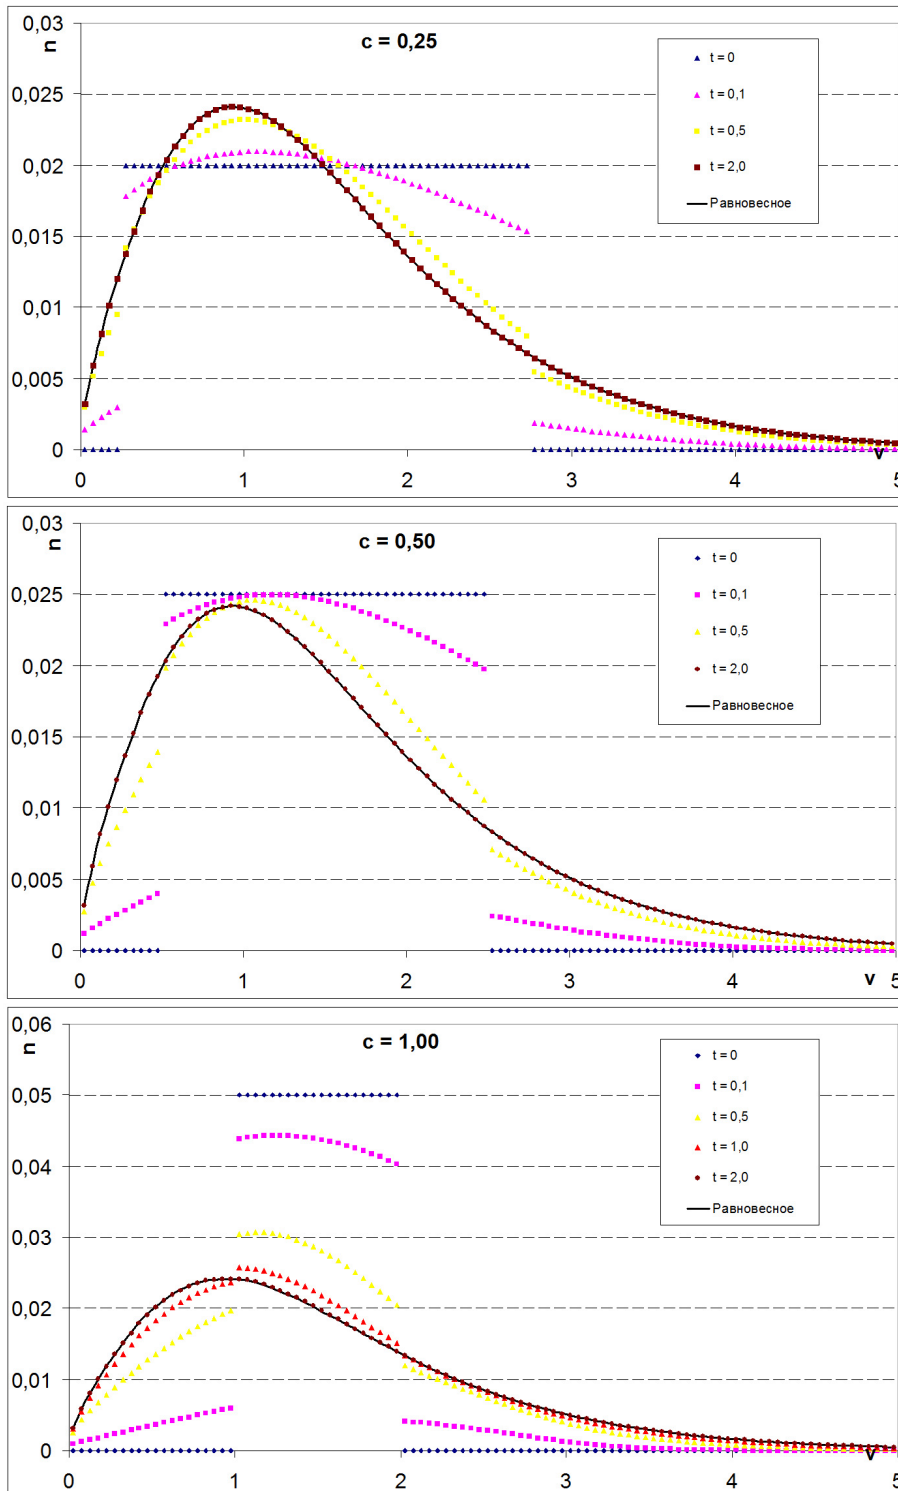 0,03
n
c = 0,25
0,025
0,02
0,015
0,01
0,005
0
t = 0
t = 0,1
t = 0,5
t = 2,0
Равновесное
v
0 1 2 3 4 5
0,03
n
c = 0,50
0,025
0,02
0,015
0,01
0,005
0
t = 0
t = 0,1
t = 0,5
t = 2,0
Равновесное
v
0 1 2 3 4 5
0,06
n
c = 1,00
0,05
0,04
0,03
0,02
0,01
0
t = 0
t = 0,1
t = 0,5
t = 1,0
t = 2,0
Равновесное
v
0 1 2 3 4 5